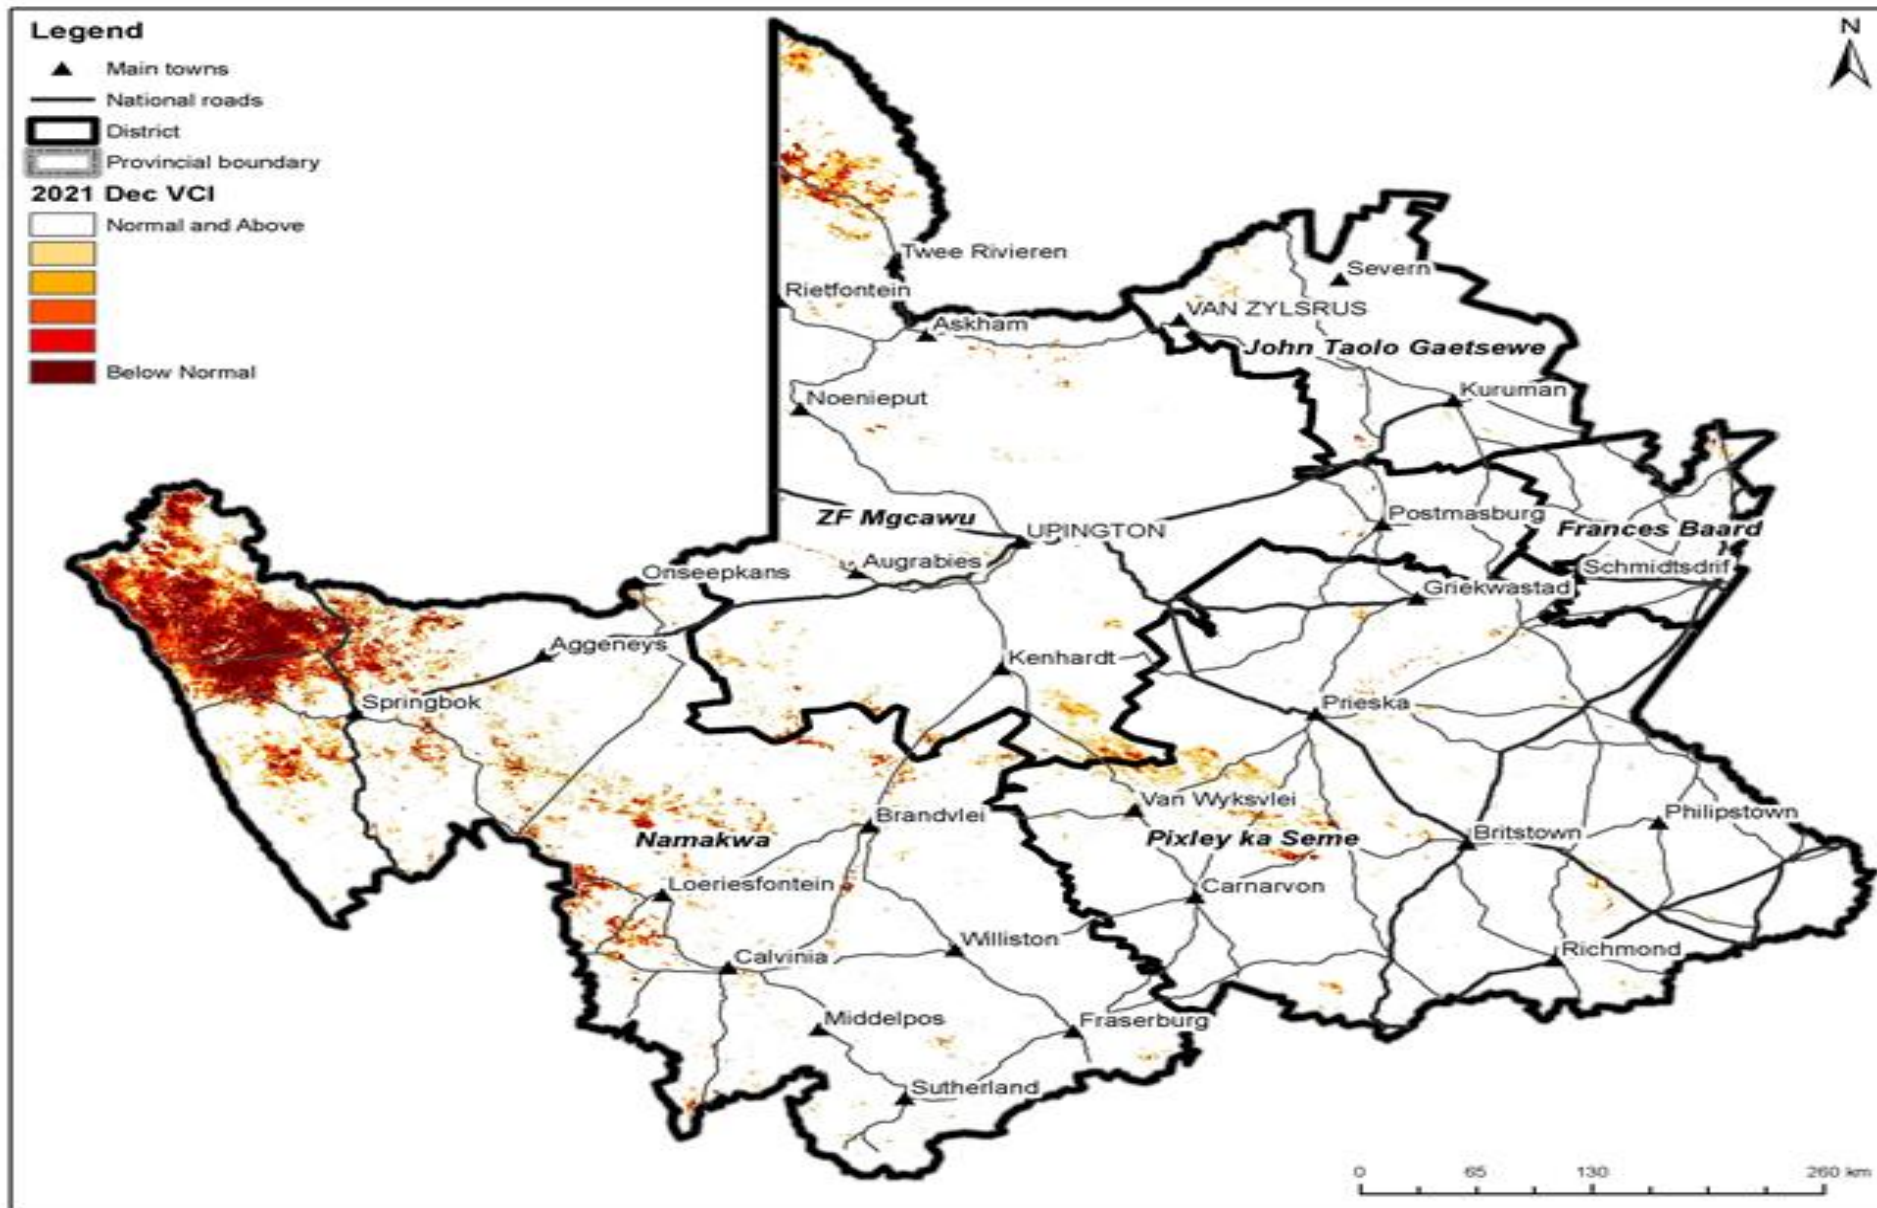 Legend
Main towns
National roads
District
Provincial boundary
2021 Dec VCI
Normal and Above
Below Normal
N
Twee Rivieren
Rietfontein
Askham
Severn
VAN ZYLSRUS
John Taolo Gaetsewe
Noenieput
Kuruman
ZF Mgcawu
UPINGTON
Postmasburg
Frances Baard
Onseepkans
Augrabies
Schmidtsdrif
Griekwastad
Aggeneys
Kenhardt
Springbok
Prieska
Van Wyksvlei
Philipstown
Brandvlei
Namakwa
Pixley ka Seme
Britstown
Loeriesfontein
Carnarvon
Williston
Calvinia
Richmond
Middelpos
Fraserburg
Sutherland
0 65 130 260 km